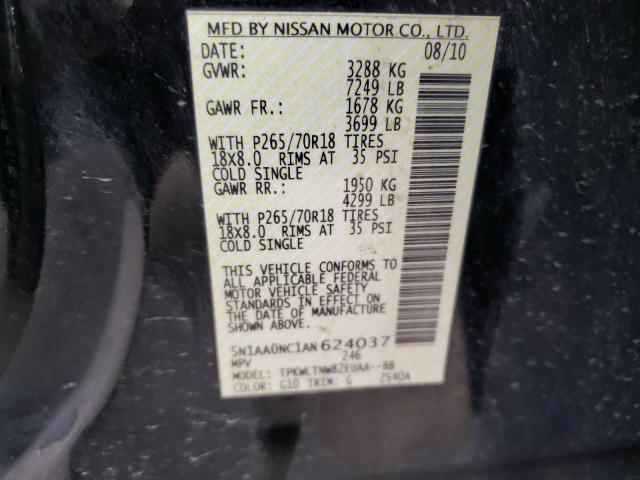 MFD BY NISSAN MOTOR CO., LTD.
DATE: 08/10
GVWR: 3288 KG
7249 LB
GAWR FR.: 1678 KG
3699 LB
WITH P265/70R18 TIRES
18X8.0 RIMS AT 35 PSI
COLD SINGLE
GAWR RR.: 1950 KG
4299 LB
WITH P265/70R18 TIRES
18X8.0 RIMS AT 35 PSI
COLD SINGLE
THIS VEHICLE CONFORMS TO
ALL APPLICABLE FEDERAL
MOTOR VEHICLE SAFETY
STANDARDS IN EFFECT ON
THE DATE OF MANUFACTURE
SHOWN ABOVE.
5N1AA0NC1AN624037
MPV 246
MODEL: TPKWLTNW82EUAA--BB
COLOR: G10 TRIM: G 2540A